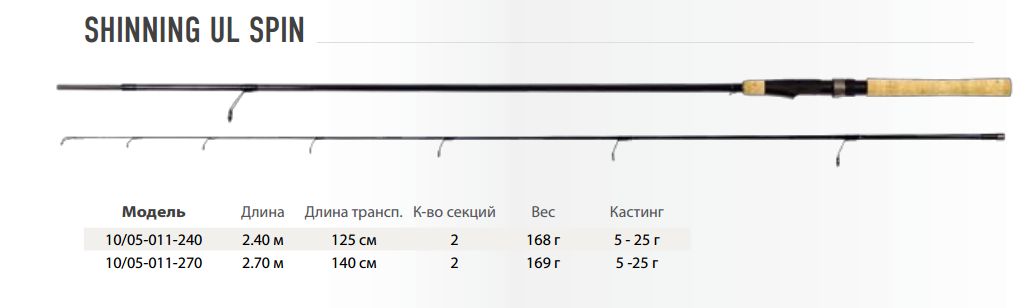 SHINNING UL SPIN
Модель Длина Длина трансп. К-во секций Вес Кастинг
10/05-011-240 2.40 м 125 см 2 168 г 5 - 25 г
10/05-011-270 2.70 м 140 см 2 169 г 5 -25 г